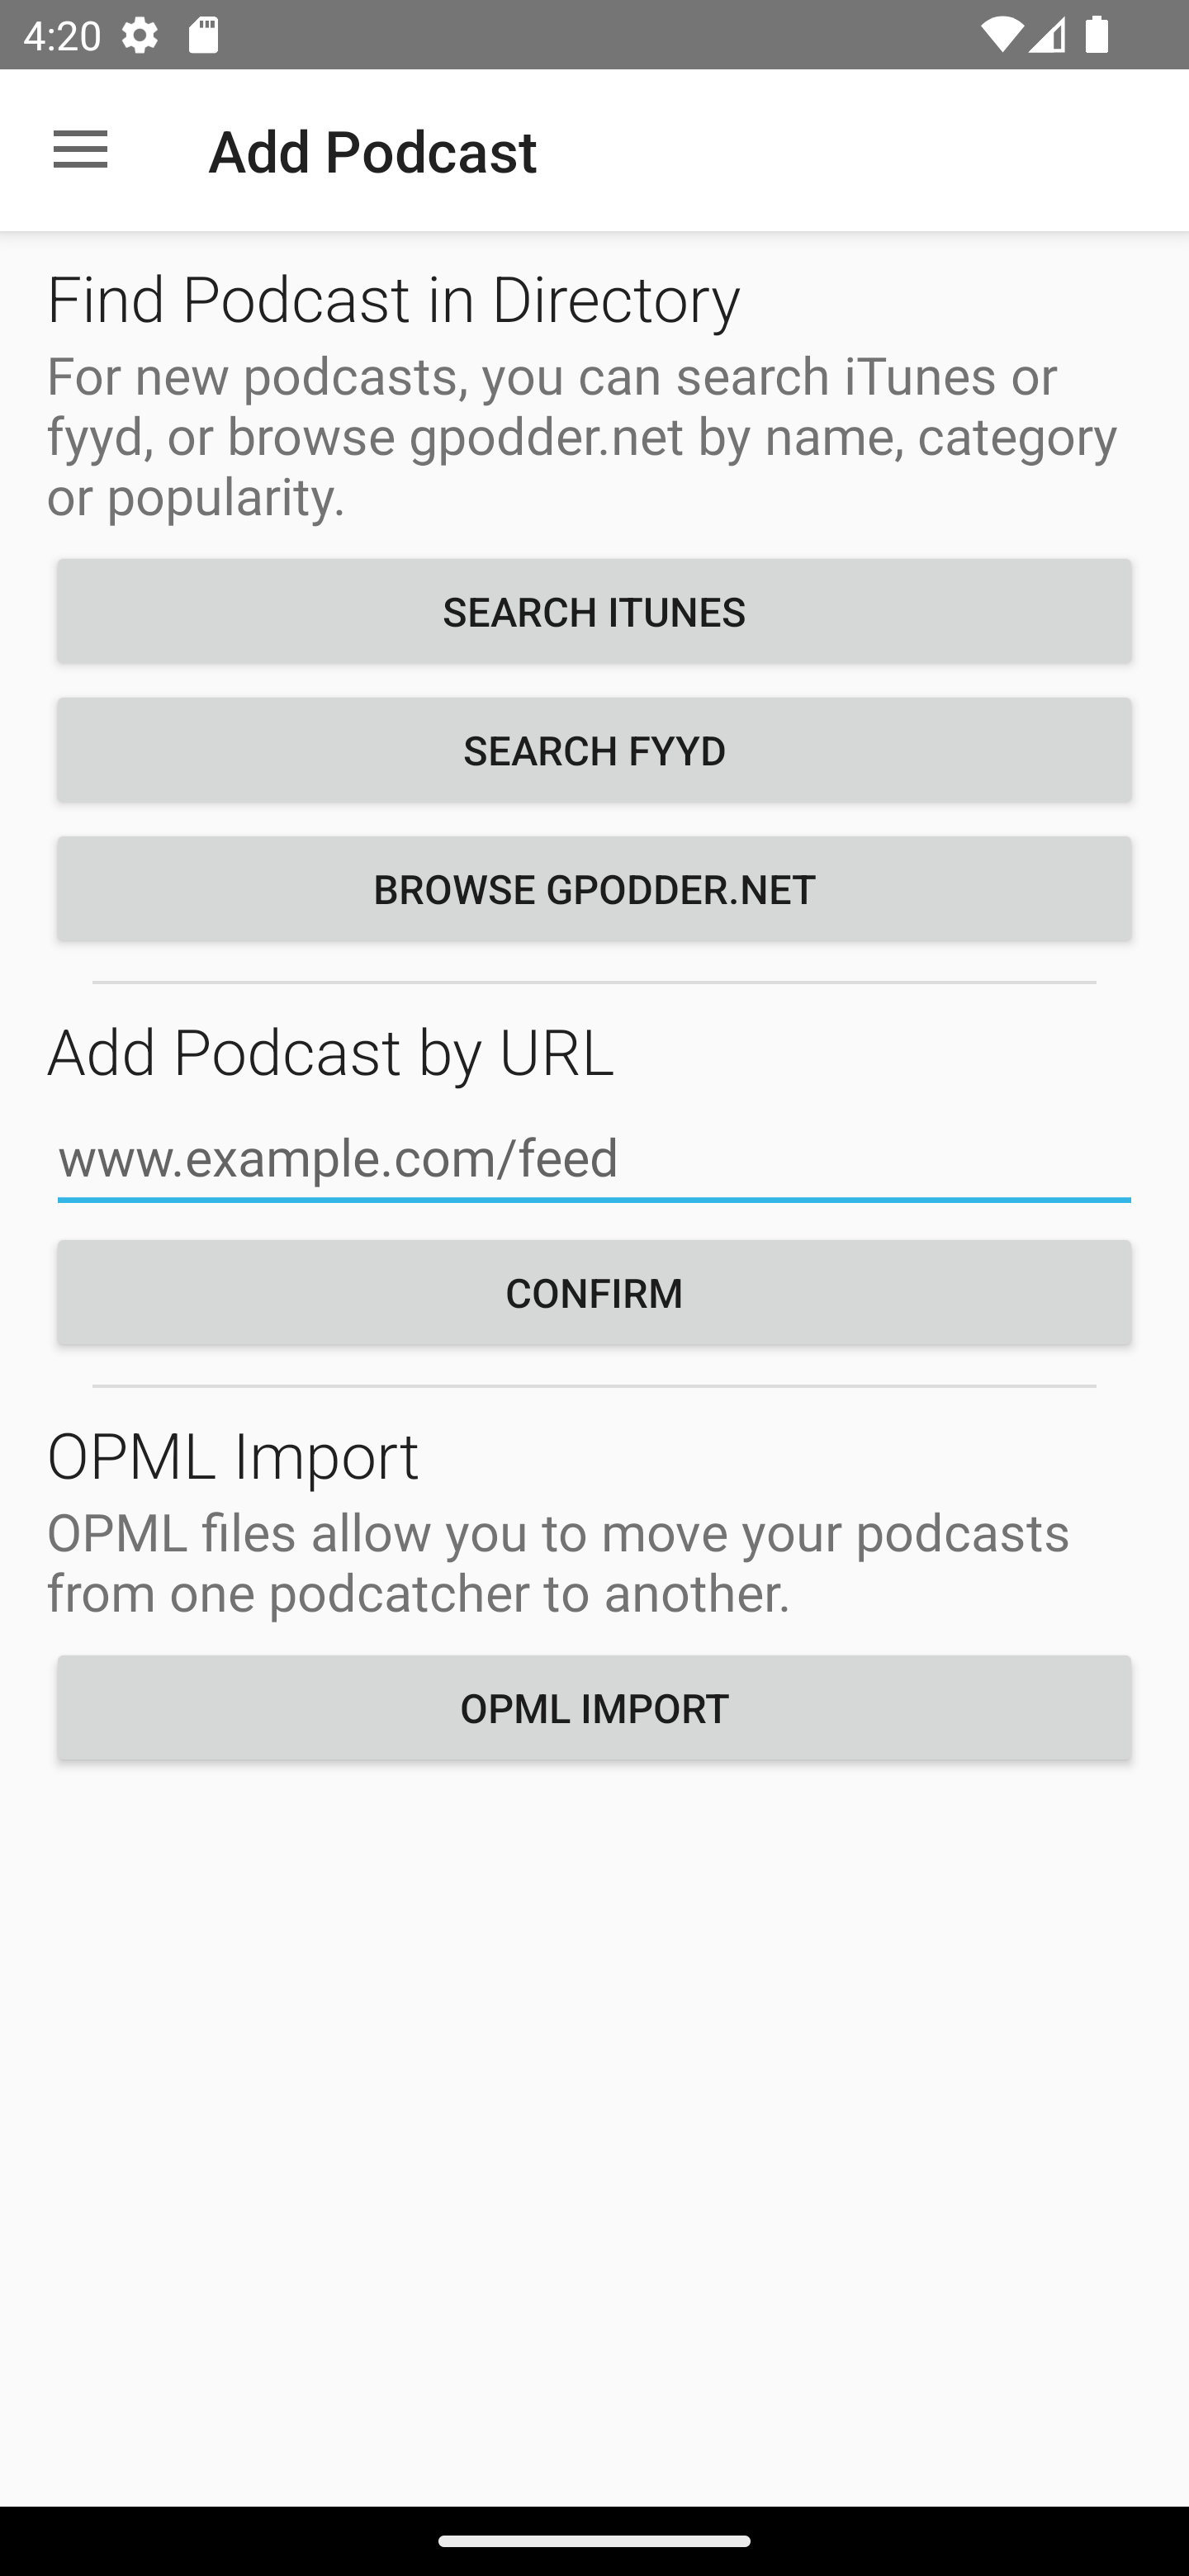 4:20
Add Podcast
Find Podcast in Directory
For new podcasts, you can search iTunes or
fyyd, or browse gpodder.net by name, category
or popularity.
SEARCH ITUNES
SEARCH FYYD
BROWSE GPODDER.NET
Add Podcast by URL
www.example.com/feed
CONFIRM
OPML Import
OPML files allow you to move your podcasts
from one podcatcher to another.
OPML IMPORT